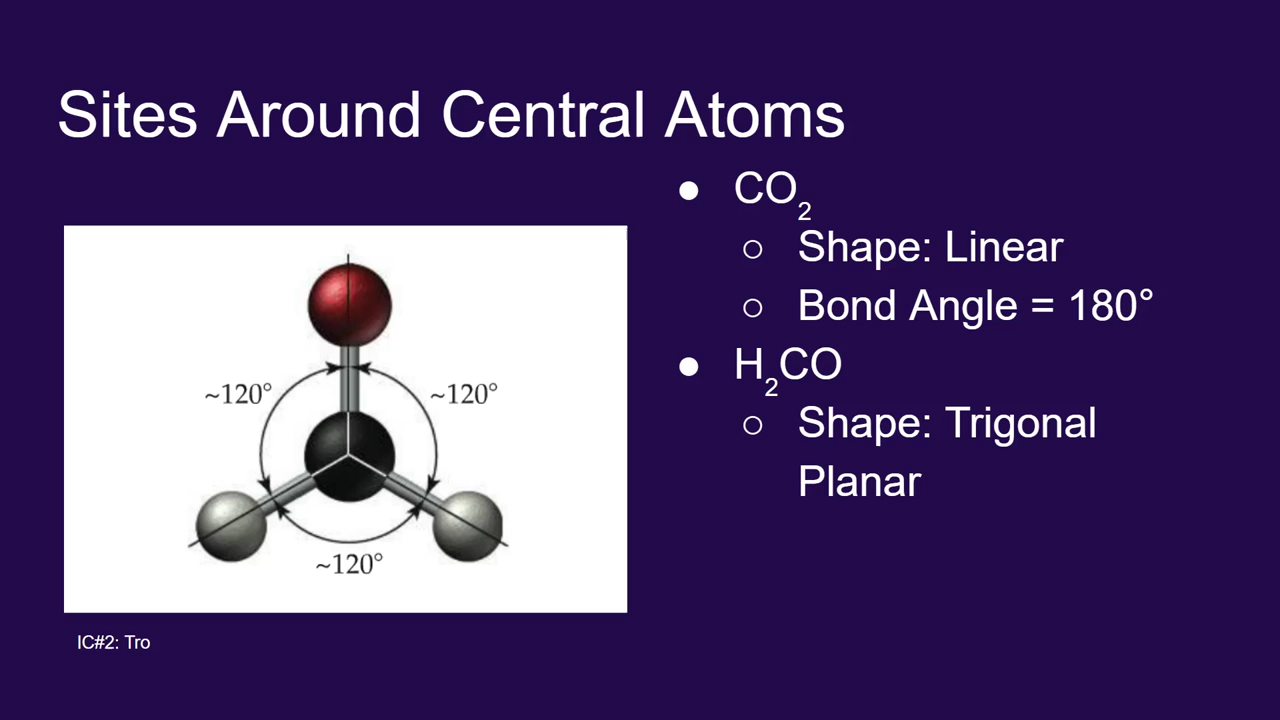 Sites Around Central Atoms
~120°
~120°
~120°
IC#2: Tro
● CO₂
○ Shape: Linear
○ Bond Angle = 180°
● H₂CO
○ Shape: Trigonal
Planar